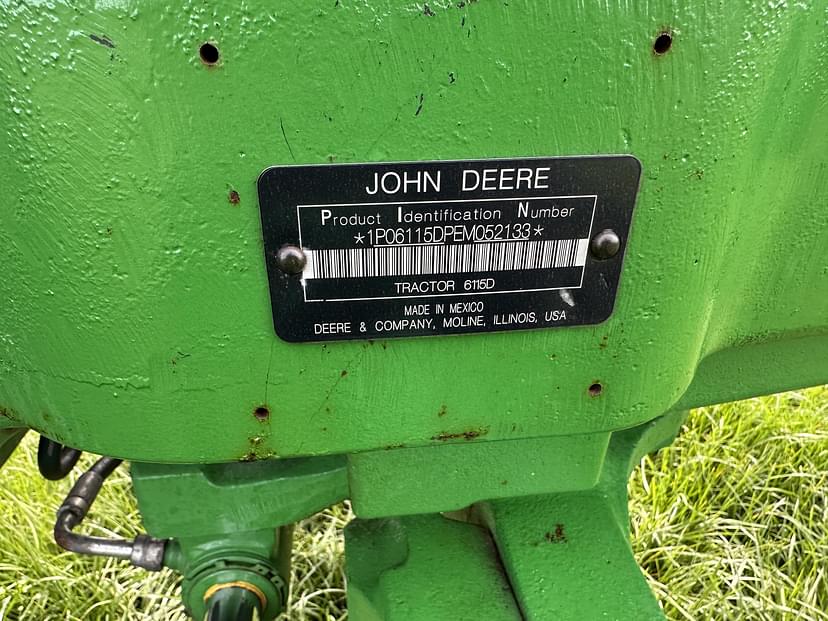 JOHN DEERE
Product Identification Number
*1P06115DPEM052133*
TRACTOR 6115D
MADE IN MEXICO
DEERE & COMPANY, MOLINE, ILLINOIS, USA